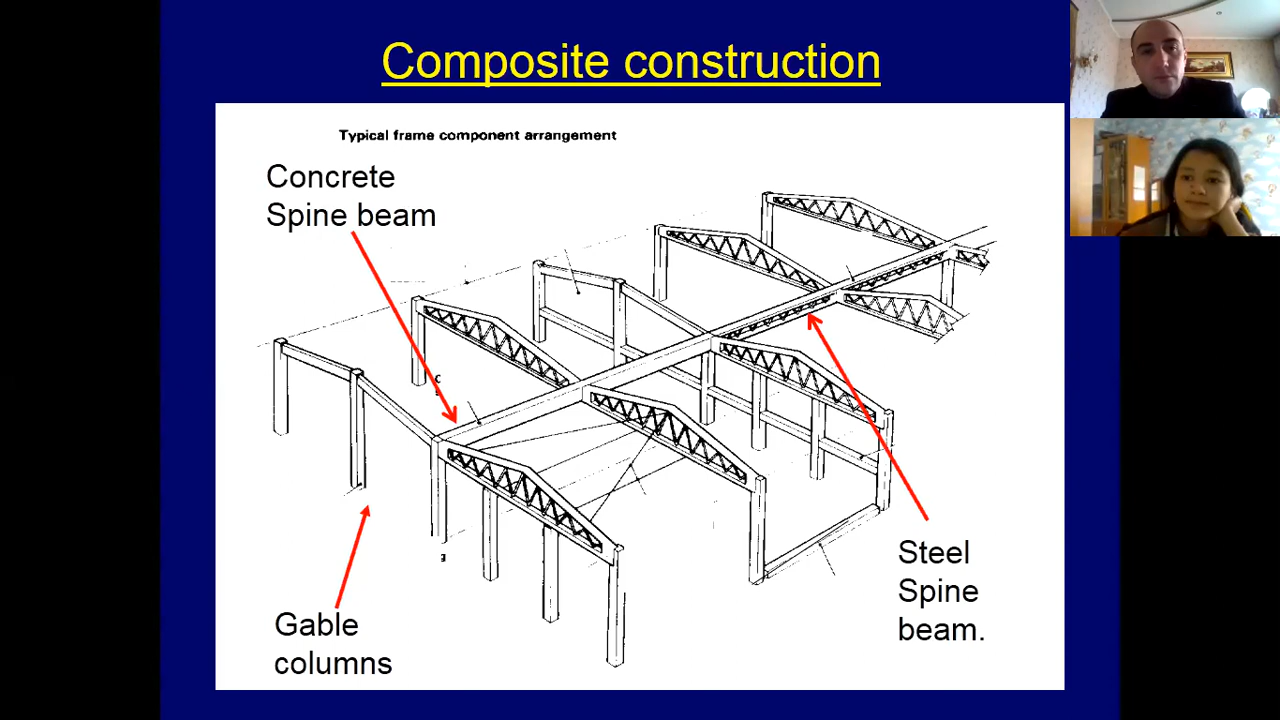 Composite construction
Typical frame component arrangement
Concrete
Spine beam
Steel
Spine
beam.
Gable
columns